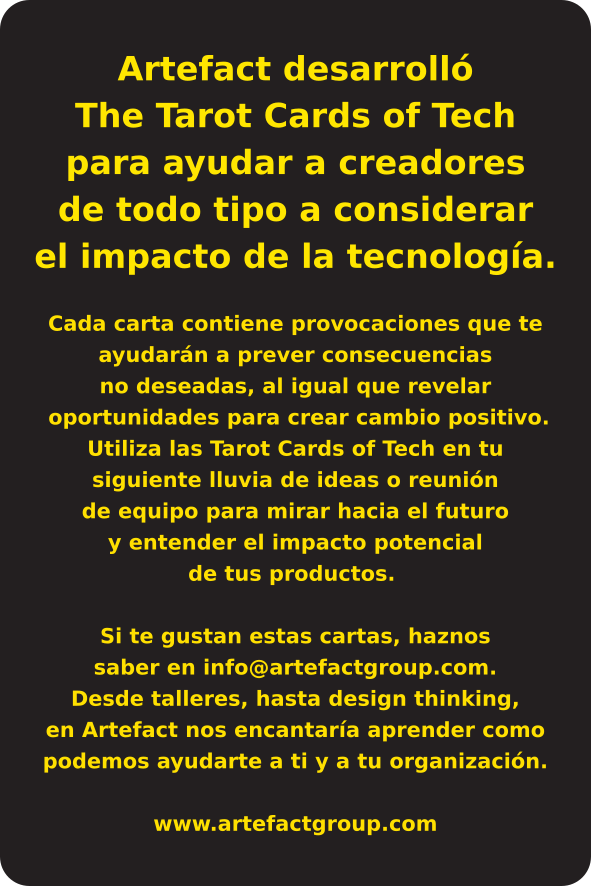 Artefact desarrolló
The Tarot Cards of Tech
para ayudar a creadores
de todo tipo a considerar
el impacto de la tecnología.
Cada carta contiene provocaciones que te
ayudarán a prever consecuencias
no deseadas, al igual que revelar
oportunidades para crear cambio positivo.
Utiliza las Tarot Cards of Tech en tu
siguiente lluvia de ideas o reunión
de equipo para mirar hacia el futuro
y entender el impacto potencial
de tus productos.
Si te gustan estas cartas, haznos
saber en info@artefactgroup.com.
Desde talleres, hasta design thinking,
en Artefact nos encantaría aprender como
podemos ayudarte a ti y a tu organización.
www.artefactgroup.com